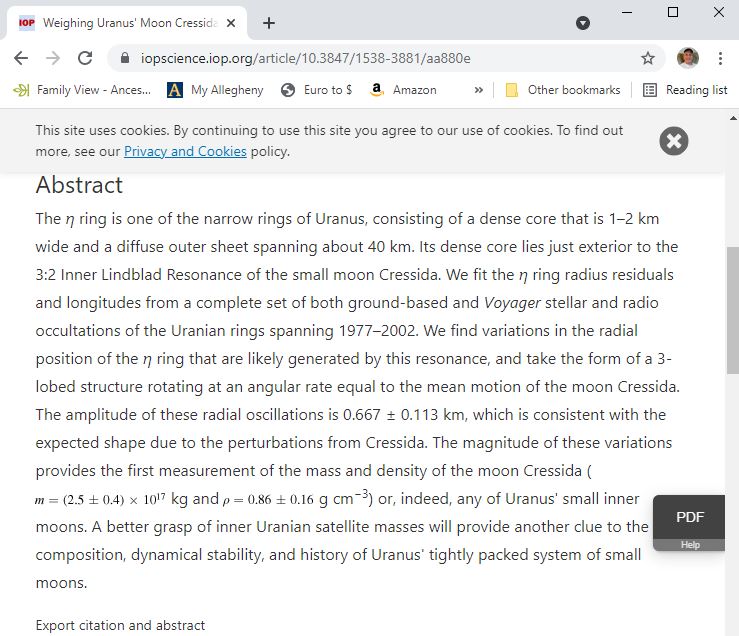 IOP Weighing Uranus' Moon Cressida
iopscience.iop.org/article/10.3847/1538-3881/aa880e
Family View - Ances... My Allegheny Euro to $ Amazon » Other bookmarks Reading list
This site uses cookies. By continuing to use this site you agree to our use of cookies. To find out
more, see our Privacy and Cookies policy.
Abstract
The η ring is one of the narrow rings of Uranus, consisting of a dense core that is 1–2 km
wide and a diffuse outer sheet spanning about 40 km. Its dense core lies just exterior to the
3:2 Inner Lindblad Resonance of the small moon Cressida. We fit the η ring radius residuals
and longitudes from a complete set of both ground-based and Voyager stellar and radio
occultations of the Uranian rings spanning 1977–2002. We find variations in the radial
position of the η ring that are likely generated by this resonance, and take the form of a 3-
lobed structure rotating at an angular rate equal to the mean motion of the moon Cressida.
The amplitude of these radial oscillations is 0.667 ± 0.113 km, which is consistent with the
expected shape due to the perturbations from Cressida. The magnitude of these variations
provides the first measurement of the mass and density of the moon Cressida (
m = (2.5 ± 0.4) × 10¹⁷ kg and ρ = 0.86 ± 0.16 g cm⁻³) or, indeed, any of Uranus' small inner
moons. A better grasp of inner Uranian satellite masses will provide another clue to the
composition, dynamical stability, and history of Uranus' tightly packed system of small
moons.
PDF
Help
Export citation and abstract